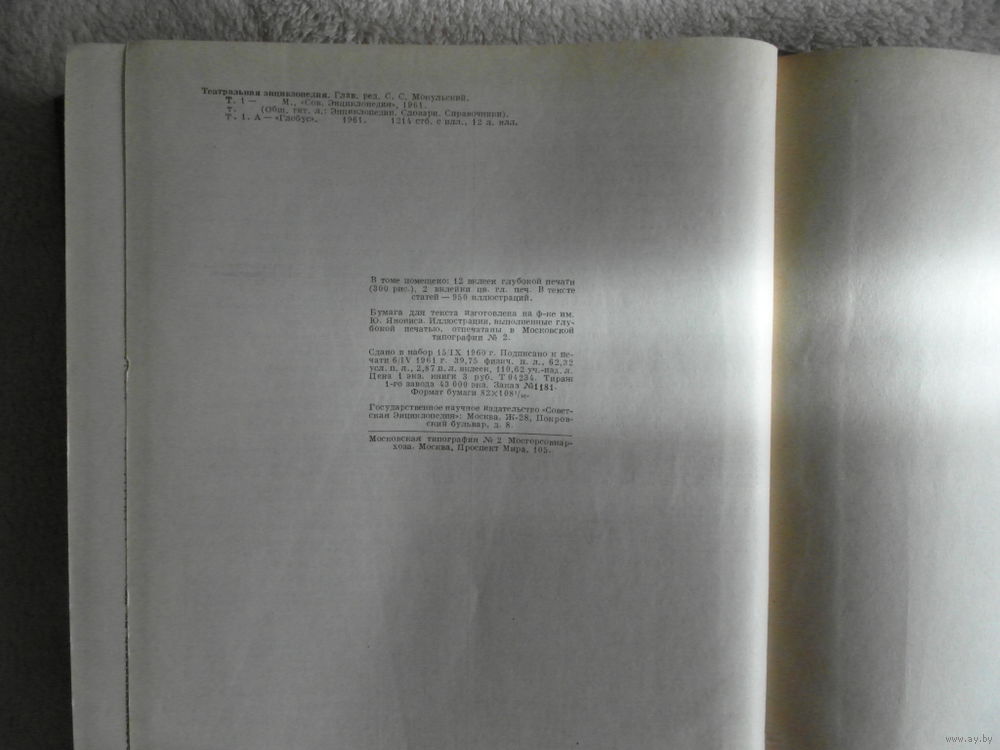 Театральная энциклопедия. Глав. ред. С. С. Мокульский.
Т. 1 — М., «Сов. Энциклопедия», 1961.
т. (Общ. тит. л.: Энциклопедии. Словари. Справочники).
Т. 1. А — «Глобус». 1961. 1214 стб. с илл., 12 л. илл.
В томе помещено: 12 вклеек глубокой печати
(300 рис.), 2 вклейки цв. гл. печ. В тексте
статей — 950 иллюстраций.
Бумага для текста изготовлена на ф-ке им.
Ю. Янониса. Иллюстрации, выполненные глу-
бокой печатью, отпечатаны в Московской
типографии № 2.
Сдано в набор 15/IX 1960 г. Подписано к пе-
чати 6/IV 1961 г. 39,75 физич. п. л., 62,32
усл. п. л., 2,87 п. л. вклеек, 110,62 уч.-изд. л.
Цена 1 экз. книги 3 руб. Т 04234. Тираж
1-го завода 43 000 экз. Заказ №1181.
Формат бумаги 82×108¹/₁₆.
Государственное научное издательство «Совет-
ская Энциклопедия»: Москва, Ж-28, Покров-
ский бульвар, д. 8.
Московская типография № 2 Мосгорсовнар-
хоза. Москва, Проспект Мира, 105.
www.ay.by